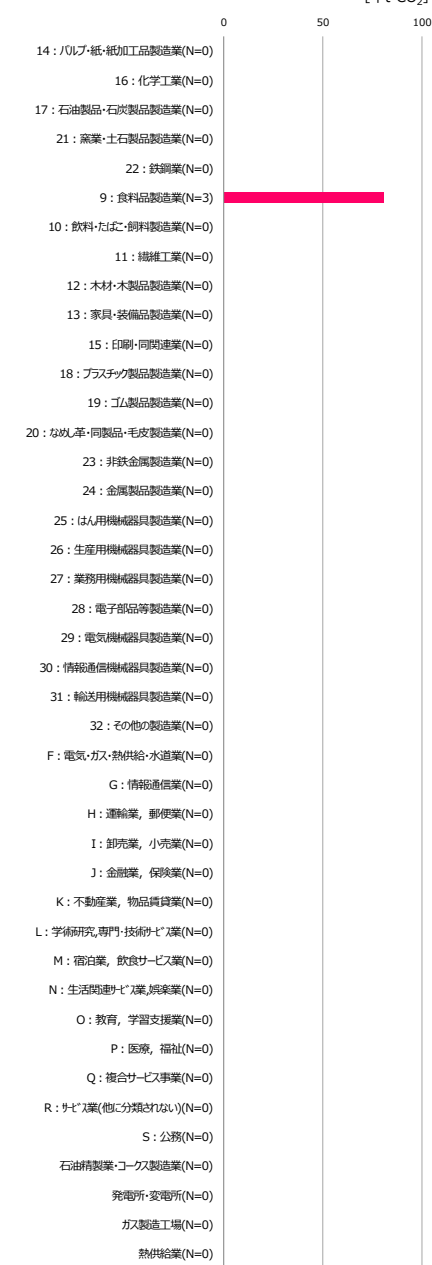 0 50 100
14：パルプ・紙・紙加工品製造業(N=0)
16：化学工業(N=0)
17：石油製品・石炭製品製造業(N=0)
21：窯業・土石製品製造業(N=0)
22：鉄鋼業(N=0)
9：食料品製造業(N=3)
10：飲料・たばこ・飼料製造業(N=0)
11：繊維工業(N=0)
12：木材・木製品製造業(N=0)
13：家具・装備品製造業(N=0)
15：印刷・同関連業(N=0)
18：プラスチック製品製造業(N=0)
19：ゴム製品製造業(N=0)
20：なめし革・同製品・毛皮製造業(N=0)
23：非鉄金属製造業(N=0)
24：金属製品製造業(N=0)
25：はん用機械器具製造業(N=0)
26：生産用機械器具製造業(N=0)
27：業務用機械器具製造業(N=0)
28：電子部品等製造業(N=0)
29：電気機械器具製造業(N=0)
30：情報通信機械器具製造業(N=0)
31：輸送用機械器具製造業(N=0)
32：その他の製造業(N=0)
F：電気・ガス・熱供給・水道業(N=0)
G：情報通信業(N=0)
H：運輸業，郵便業(N=0)
I：卸売業，小売業(N=0)
J：金融業，保険業(N=0)
K：不動産業，物品賃貸業(N=0)
L：学術研究,専門・技術ｻｰﾋﾞｽ業(N=0)
M：宿泊業，飲食サービス業(N=0)
N：生活関連ｻｰﾋﾞｽ業,娯楽業(N=0)
O：教育，学習支援業(N=0)
P：医療，福祉(N=0)
Q：複合サービス事業(N=0)
R：ｻｰﾋﾞｽ業(他に分類されない)(N=0)
S：公務(N=0)
石油精製業・コークス製造業(N=0)
発電所・変電所(N=0)
ガス製造工場(N=0)
熱供給業(N=0)